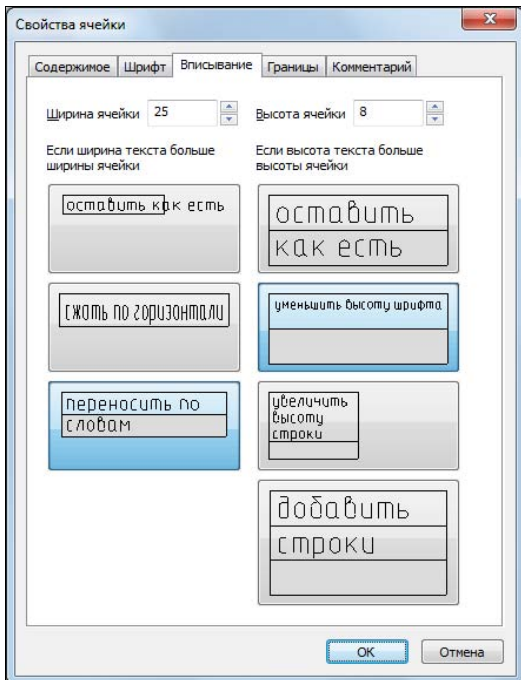 Свойства ячейки
Содержимое Шрифт Вписывание Границы Комментарий
Ширина ячейки 25 Высота ячейки 8
Если ширина текста больше
ширины ячейки
Если высота текста больше
высоты ячейки
оставить как есть
сжать по горизонтали
переносить по
словам
оставить
как есть
уменьшить высоту шрифта
увеличить
высоту
строки
добавить
строки
ОК Отмена